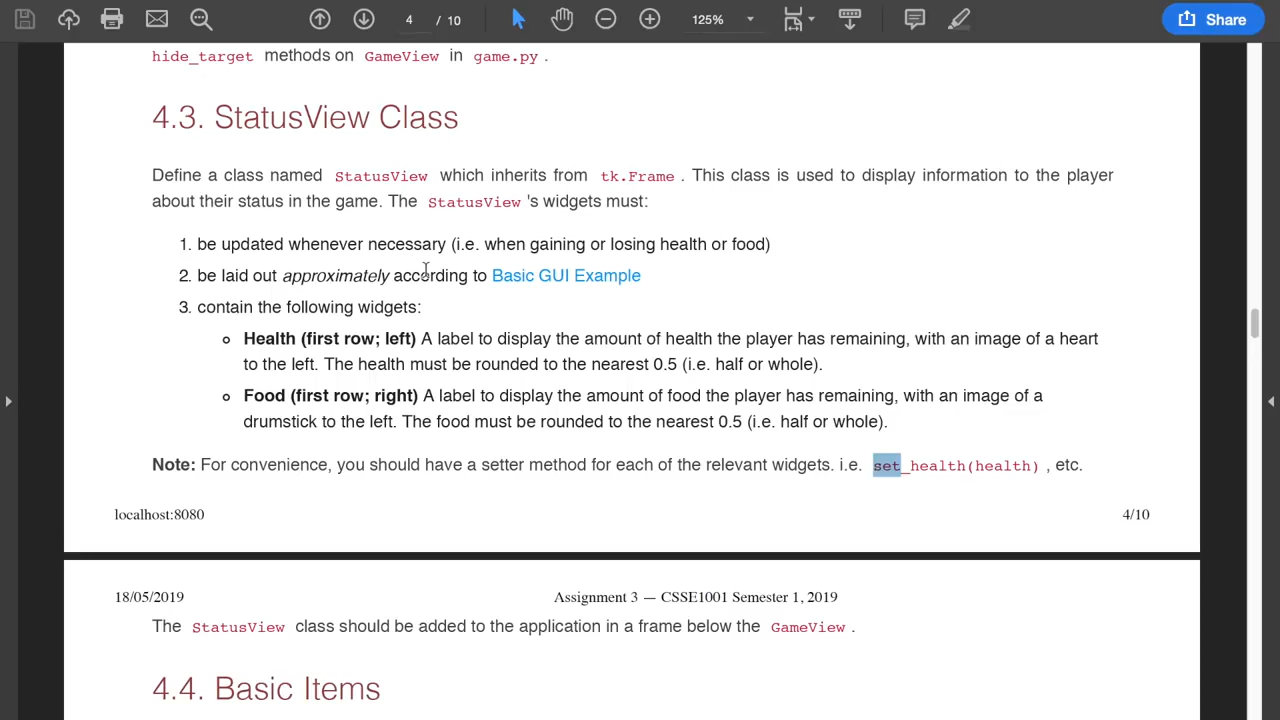 4 / 10
125%
Share
hide_target methods on GameView in game.py .
4.3. StatusView Class
Define a class named StatusView which inherits from tk.Frame . This class is used to display information to the player
about their status in the game. The StatusView 's widgets must:
1. be updated whenever necessary (i.e. when gaining or losing health or food)
2. be laid out approximately according to Basic GUI Example
3. contain the following widgets:
Health (first row; left) A label to display the amount of health the player has remaining, with an image of a heart
to the left. The health must be rounded to the nearest 0.5 (i.e. half or whole).
Food (first row; right) A label to display the amount of food the player has remaining, with an image of a
drumstick to the left. The food must be rounded to the nearest 0.5 (i.e. half or whole).
Note: For convenience, you should have a setter method for each of the relevant widgets. i.e. set_health(health) , etc.
localhost:8080 4/10
18/05/2019 Assignment 3 — CSSE1001 Semester 1, 2019
The StatusView class should be added to the application in a frame below the GameView .
4.4. Basic Items